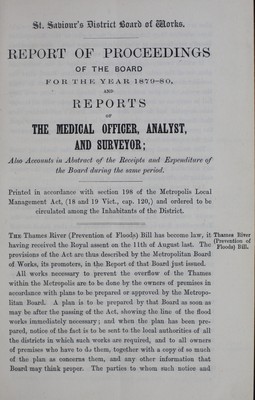 St. Saviour's District Board of Works.
REPORT OF PROCEEDINGS
OF THE BOARD
FOR THE YEAR 1879-80,
AND
REPORTS
OF
THE MEDICAL OFFICER, ANALYST,
AND SURVEYOR;
Also Accounts in Abstract of the Receipts and Expenditure of
the Board during the same period.
Printed in accordance with section 198 of the Metropolis Local
Management Act, (18 and 19 Vict., cap. 120,) and ordered to be
circulated among the Inhabitants of the District.
THE Thames River (Prevention of Floods) Bill has become law, it
having received the Royal assent on the 11th of August last. The
provisions of the Act are thus described by the Metropolitan Board
of Works, its promoters, in the Report of that Board just issued.
All works necessary to prevent the overflow of the Thames
within the Metropolis are to be done by the owners of premises in
accordance with plans to be prepared or approved by the Metropo-
litan Board. A plan is to be prepared by that Board as soon as
may be after the passing of the Act, showing the line of the flood
works immediately necessary; and when the plan has been pre-
pared, notice of the fact is to be sent to the local authorities of all
the districts in which such works are required, and to all owners
of premises who have to do them, together with a copy of so much
of the plan as concerns them, and any other information that
Board may think proper. The parties to whom such notice and
Thames River
(Prevention of
Floods) Bill.